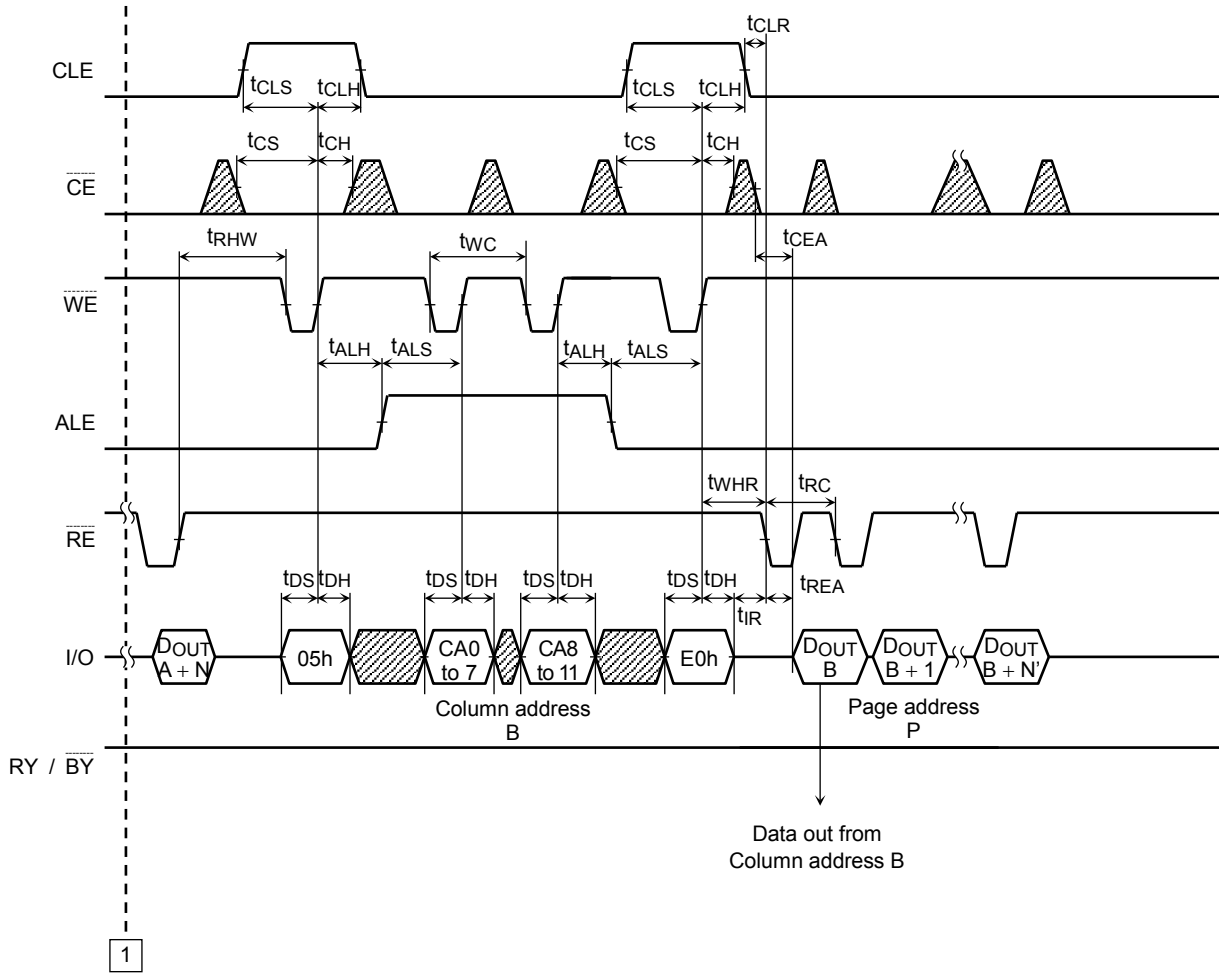 tCLR
CLE
tCLS tCLH tCLS tCLH
tCS tCH tCS tCH
CE
tRHW tWC tCEA
WE
tALH tALS tALH tALS
ALE
tWHR tRC
RE
tDS tDH tDS tDH tDS tDH tDS tDH tREA
tIR
I/O
DOUT A + N
05h
CA0 to 7
CA8 to 11
E0h
DOUT B
DOUT B + 1
DOUT B + N'
Column address
B
Page address
P
RY / BY
Data out from
Column address B
1